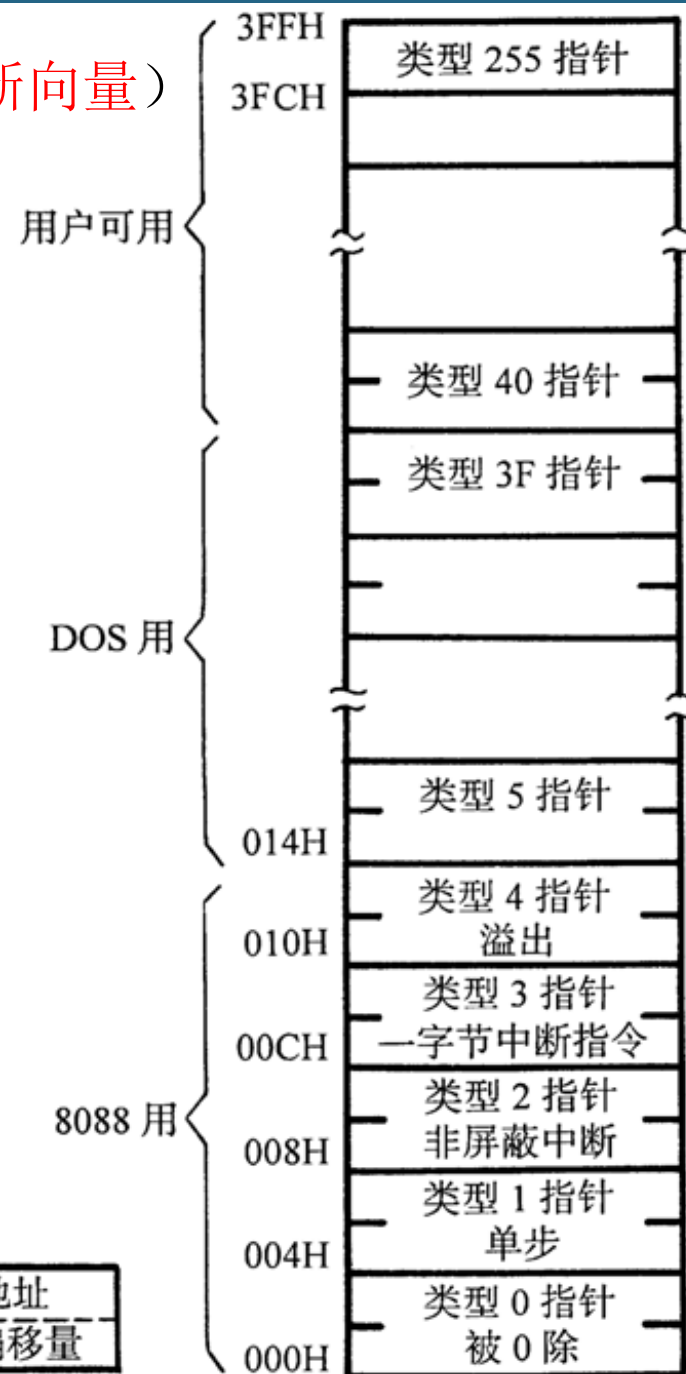 断向量）
3FFH
类型 255 指针
3FCH
用户可用
类型 40 指针
类型 3F 指针
DOS 用
类型 5 指针
014H
类型 4 指针
溢出
010H
类型 3 指针
一字节中断指令
00CH
类型 2 指针
非屏蔽中断
8088 用
008H
类型 1 指针
单步
004H
地址
类型 0 指针
偏移量
被 0 除
000H